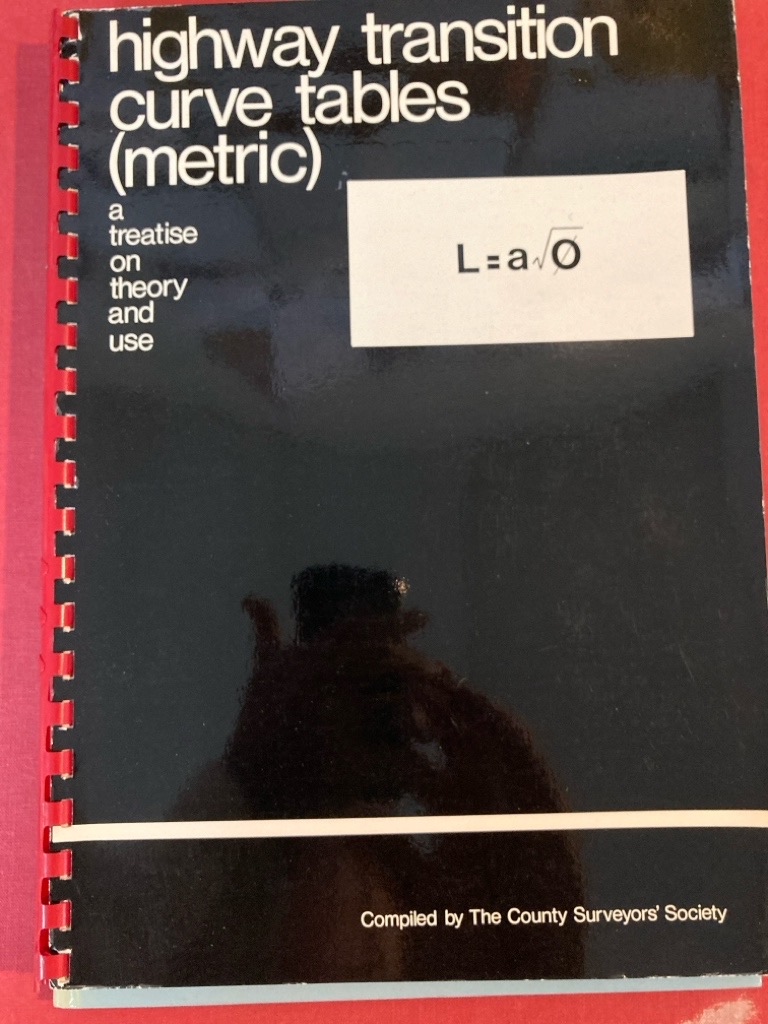 highway transition
curve tables
(metric)
a
treatise
on
theory
and
use
L=a√Ø
Compiled by The County Surveyors' Society